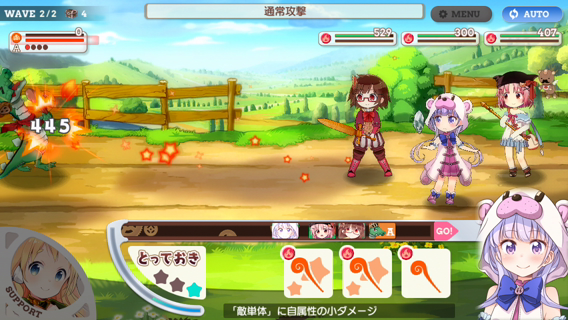 WAVE 2/2 4
通常攻撃
MENU
AUTO
0
529
300
407
A
445
GO!
A
とっておき
SUPPORT
「敵単体」に自属性の小ダメージ